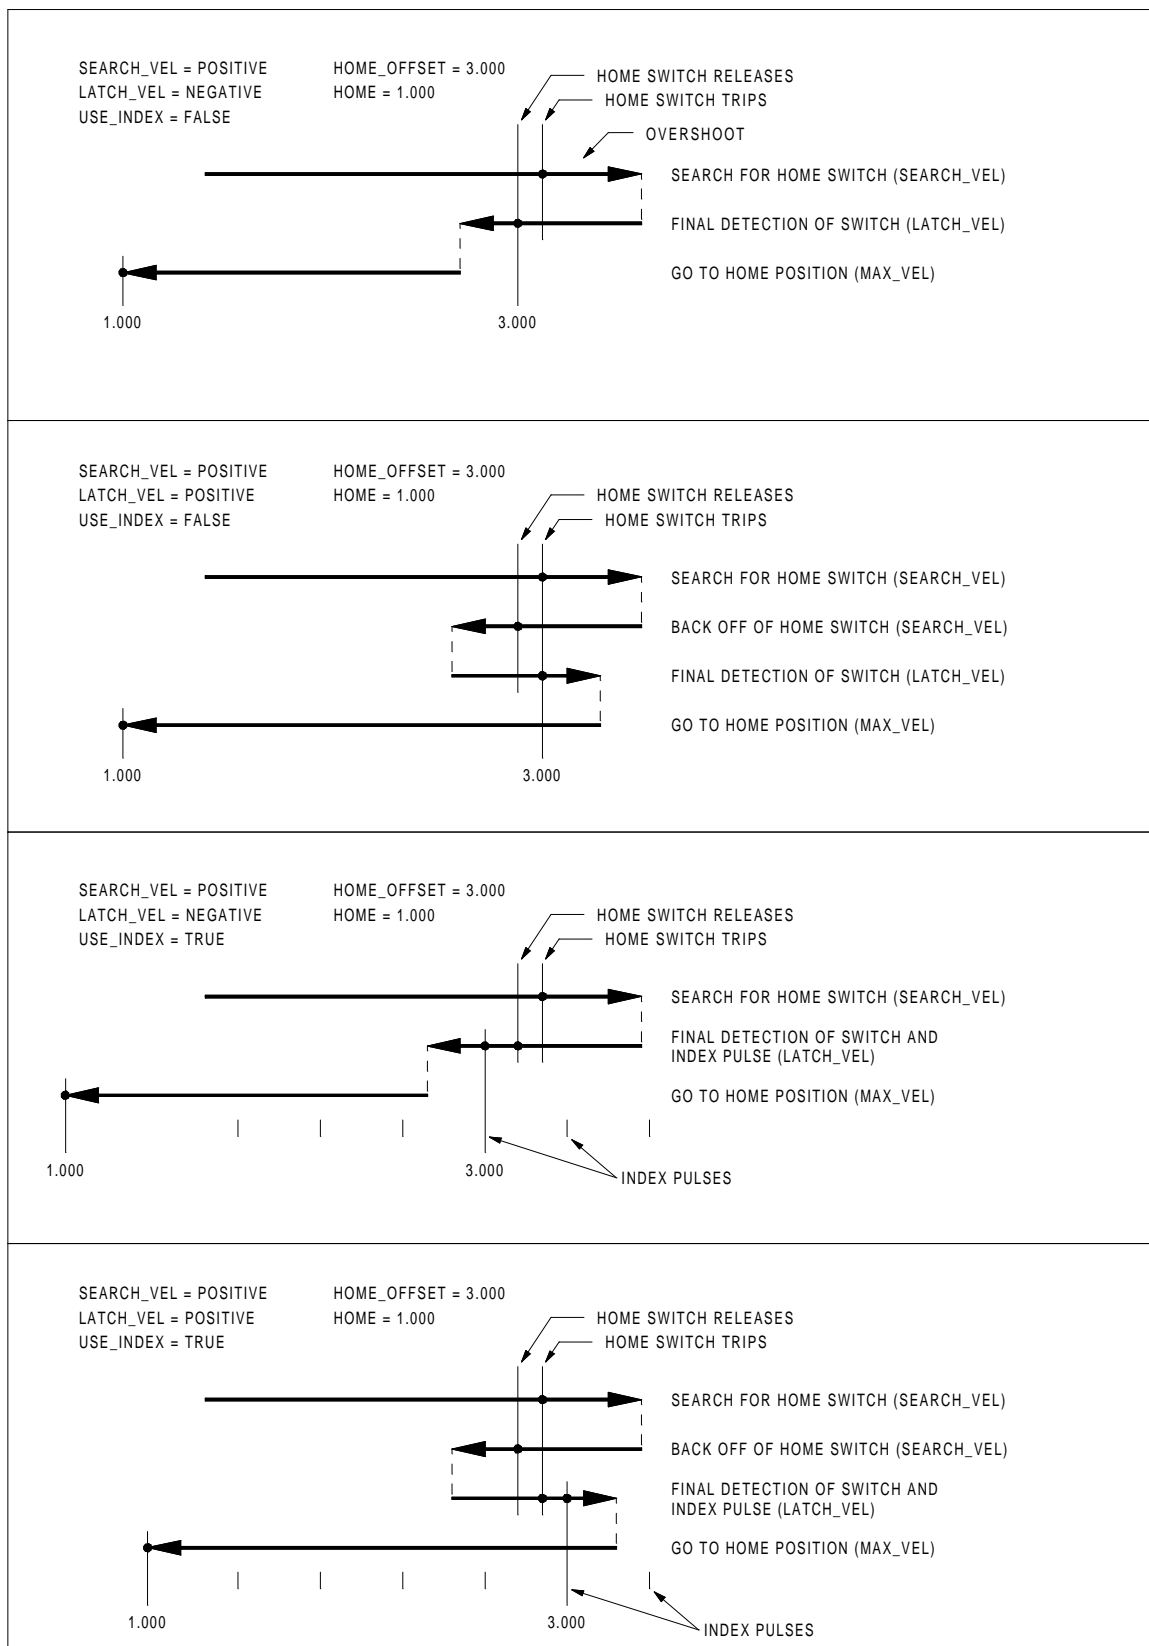 SEARCH_VEL = POSITIVE HOME_OFFSET = 3.000
LATCH_VEL = NEGATIVE HOME = 1.000
USE_INDEX = FALSE
HOME SWITCH RELEASES
HOME SWITCH TRIPS
OVERSHOOT
SEARCH FOR HOME SWITCH (SEARCH_VEL)
FINAL DETECTION OF SWITCH (LATCH_VEL)
GO TO HOME POSITION (MAX_VEL)
1.000 3.000
SEARCH_VEL = POSITIVE HOME_OFFSET = 3.000
LATCH_VEL = POSITIVE HOME = 1.000
USE_INDEX = FALSE
HOME SWITCH RELEASES
HOME SWITCH TRIPS
SEARCH FOR HOME SWITCH (SEARCH_VEL)
BACK OFF OF HOME SWITCH (SEARCH_VEL)
FINAL DETECTION OF SWITCH (LATCH_VEL)
GO TO HOME POSITION (MAX_VEL)
1.000 3.000
SEARCH_VEL = POSITIVE HOME_OFFSET = 3.000
LATCH_VEL = NEGATIVE HOME = 1.000
USE_INDEX = TRUE
HOME SWITCH RELEASES
HOME SWITCH TRIPS
SEARCH FOR HOME SWITCH (SEARCH_VEL)
FINAL DETECTION OF SWITCH AND
INDEX PULSE (LATCH_VEL)
GO TO HOME POSITION (MAX_VEL)
1.000 3.000
INDEX PULSES
SEARCH_VEL = POSITIVE HOME_OFFSET = 3.000
LATCH_VEL = POSITIVE HOME = 1.000
USE_INDEX = TRUE
HOME SWITCH RELEASES
HOME SWITCH TRIPS
SEARCH FOR HOME SWITCH (SEARCH_VEL)
BACK OFF OF HOME SWITCH (SEARCH_VEL)
FINAL DETECTION OF SWITCH AND
INDEX PULSE (LATCH_VEL)
GO TO HOME POSITION (MAX_VEL)
1.000 3.000
INDEX PULSES